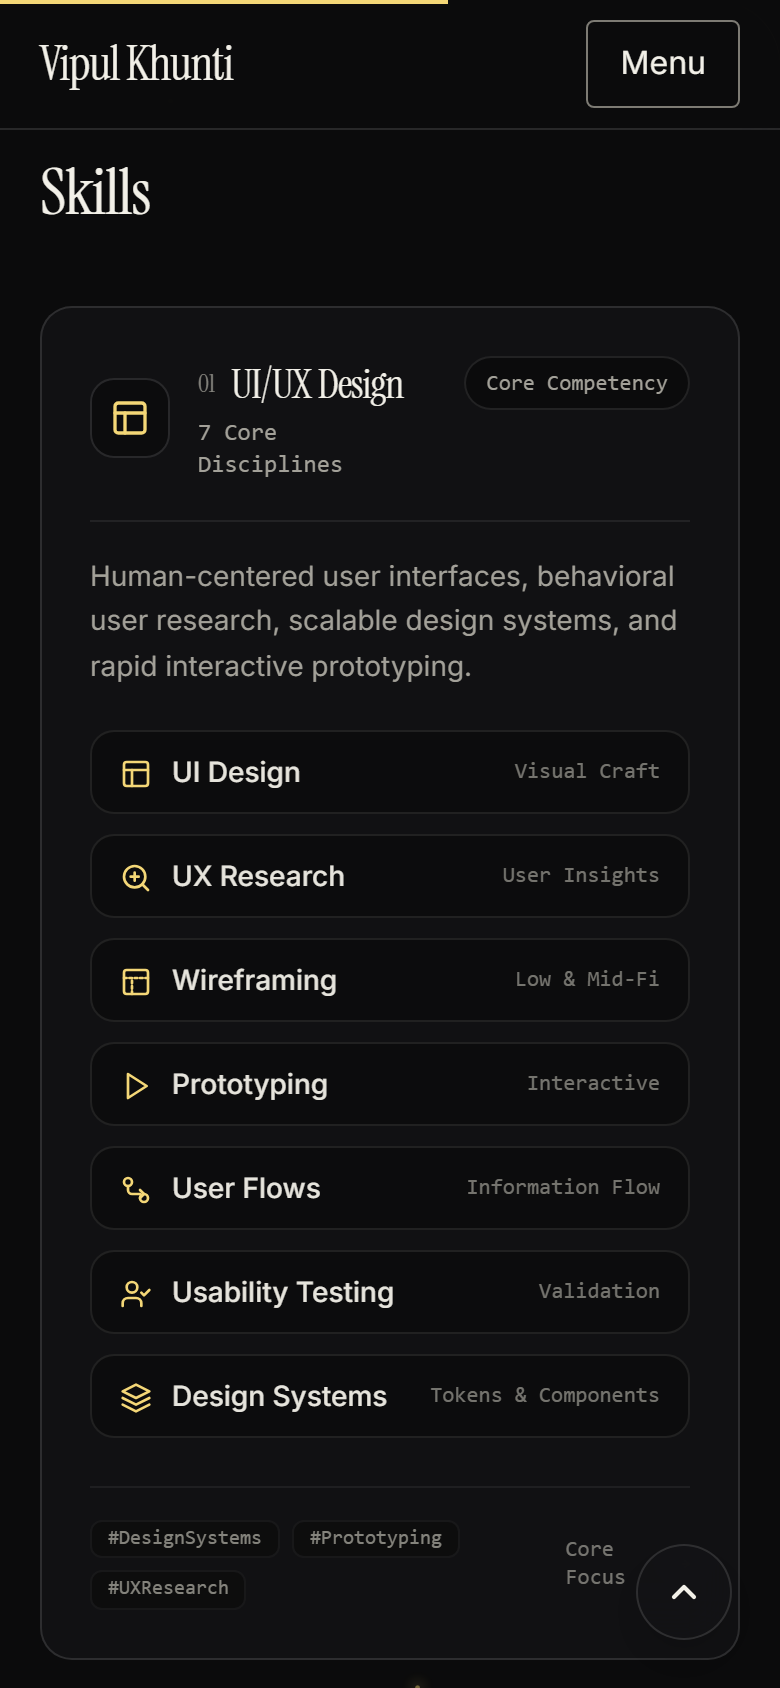 Vipul Khunti
Menu
Skills
01 UI/UX Design
Core Competency
7 Core
Disciplines
Human-centered user interfaces, behavioral
user research, scalable design systems, and
rapid interactive prototyping.
UI Design
Visual Craft
UX Research
User Insights
Wireframing
Low & Mid-Fi
Prototyping
Interactive
User Flows
Information Flow
Usability Testing
Validation
Design Systems
Tokens & Components
#DesignSystems
#Prototyping
#UXResearch
Core
Focus